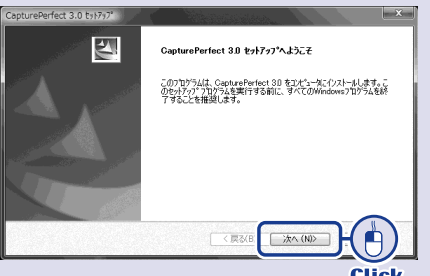 CapturePerfect 3.0 セットアップ
CapturePerfect 3.0 セットアップへようこそ
このプログラムは、CapturePerfect 3.0 をコンピュータにインストールします。こ
のセットアップ プログラムを実行する前に、すべてのWindowsプログラムを終
了することを推奨します。
< 戻る(B
次へ (N)>
Click